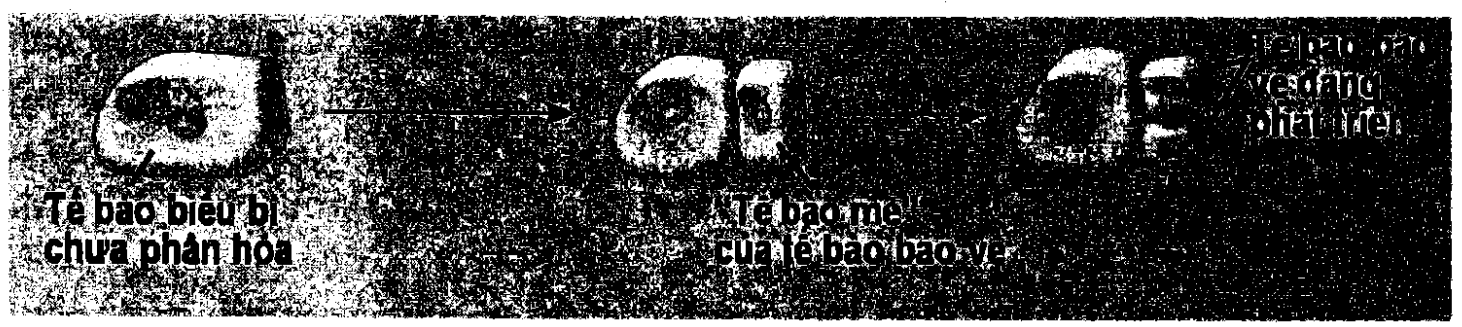 Tế bào biểu bì
chưa phân hóa
Tế bào mẹ
của tế bào bảo vệ
Tế bào bảo
vệ đang
phát triển